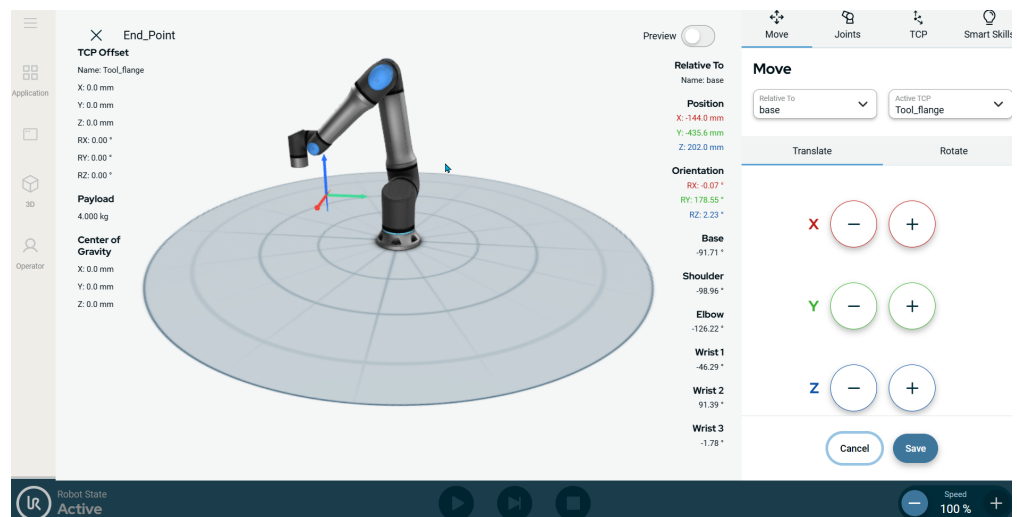 End_Point
Preview
TCP Offset
Name: Tool_flange
X: 0.0 mm
Y: 0.0 mm
Z: 0.0 mm
RX: 0.00 °
RY: 0.00 °
RZ: 0.00 °
Payload
4.000 kg
Center of
Gravity
X: 0.0 mm
Y: 0.0 mm
Z: 0.0 mm
Application
3D
Operator
Relative To
Name: base
Position
X: -144.0 mm
Y: -435.6 mm
Z: 202.0 mm
Orientation
RX: -0.07 °
RY: 178.55 °
RZ: 2.23 °
Base
-91.71 °
Shoulder
-98.96 °
Elbow
-126.22 °
Wrist 1
-46.29 °
Wrist 2
91.39 °
Wrist 3
-1.78 °
Move
Joints
TCP
Smart Skills
Move
Relative To
base
Active TCP
Tool_flange
Translate
Rotate
X − +
Y − +
Z − +
Cancel
Save
UR
Robot State
Active
Speed
− 100 % +